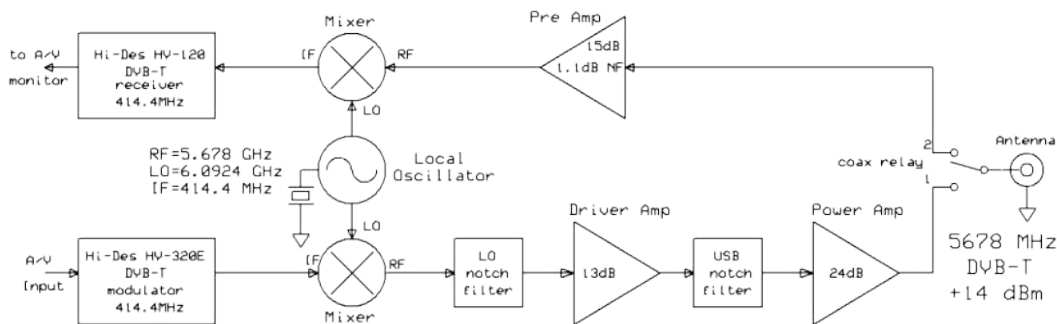 Mixer
Pre Amp
to A/V
monitor
Hi-Des HV-120
DVB-T
receiver
414.4MHz
IF
RF
15dB
1.1dB NF
LO
RF=5.678 GHz
LO=6.0924 GHz
IF=414.4 MHz
Local
Oscillator
coax relay
2
1
Antenna
LO
Driver Amp
Power Amp
A/V
Input
Hi-Des HV-320E
DVB-T
modulator
414.4MHz
IF
RF
Mixer
LO
notch
filter
13dB
USB
notch
filter
24dB
5678 MHz
DVB-T
+14 dBm